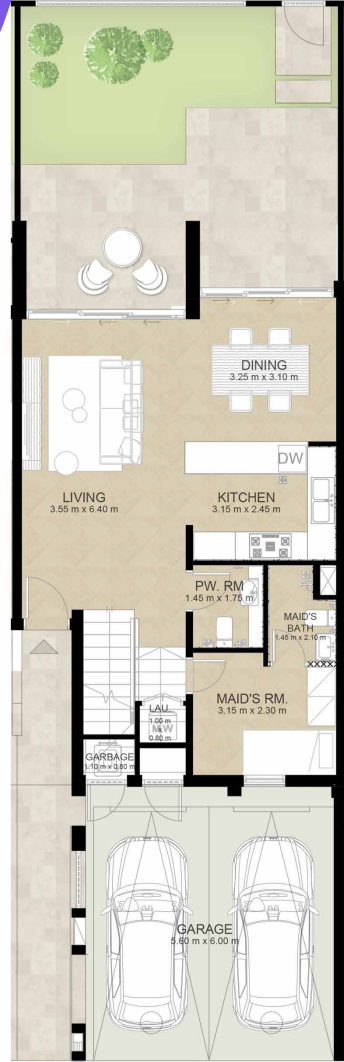 DINING
3.25 m x 3.10 m
DW
LIVING
3.55 m x 6.40 m
KITCHEN
3.15 m x 2.45 m
PW. RM
1.45 m x 1.75 m
MAID'S
BATH
1.45 m x 2.10 m
MAID'S RM.
3.15 m x 2.30 m
LAU.
1.00 m
x
0.80 m
GARBAGE
1.10 m x 0.80 m
GARAGE
5.60 m x 6.00 m